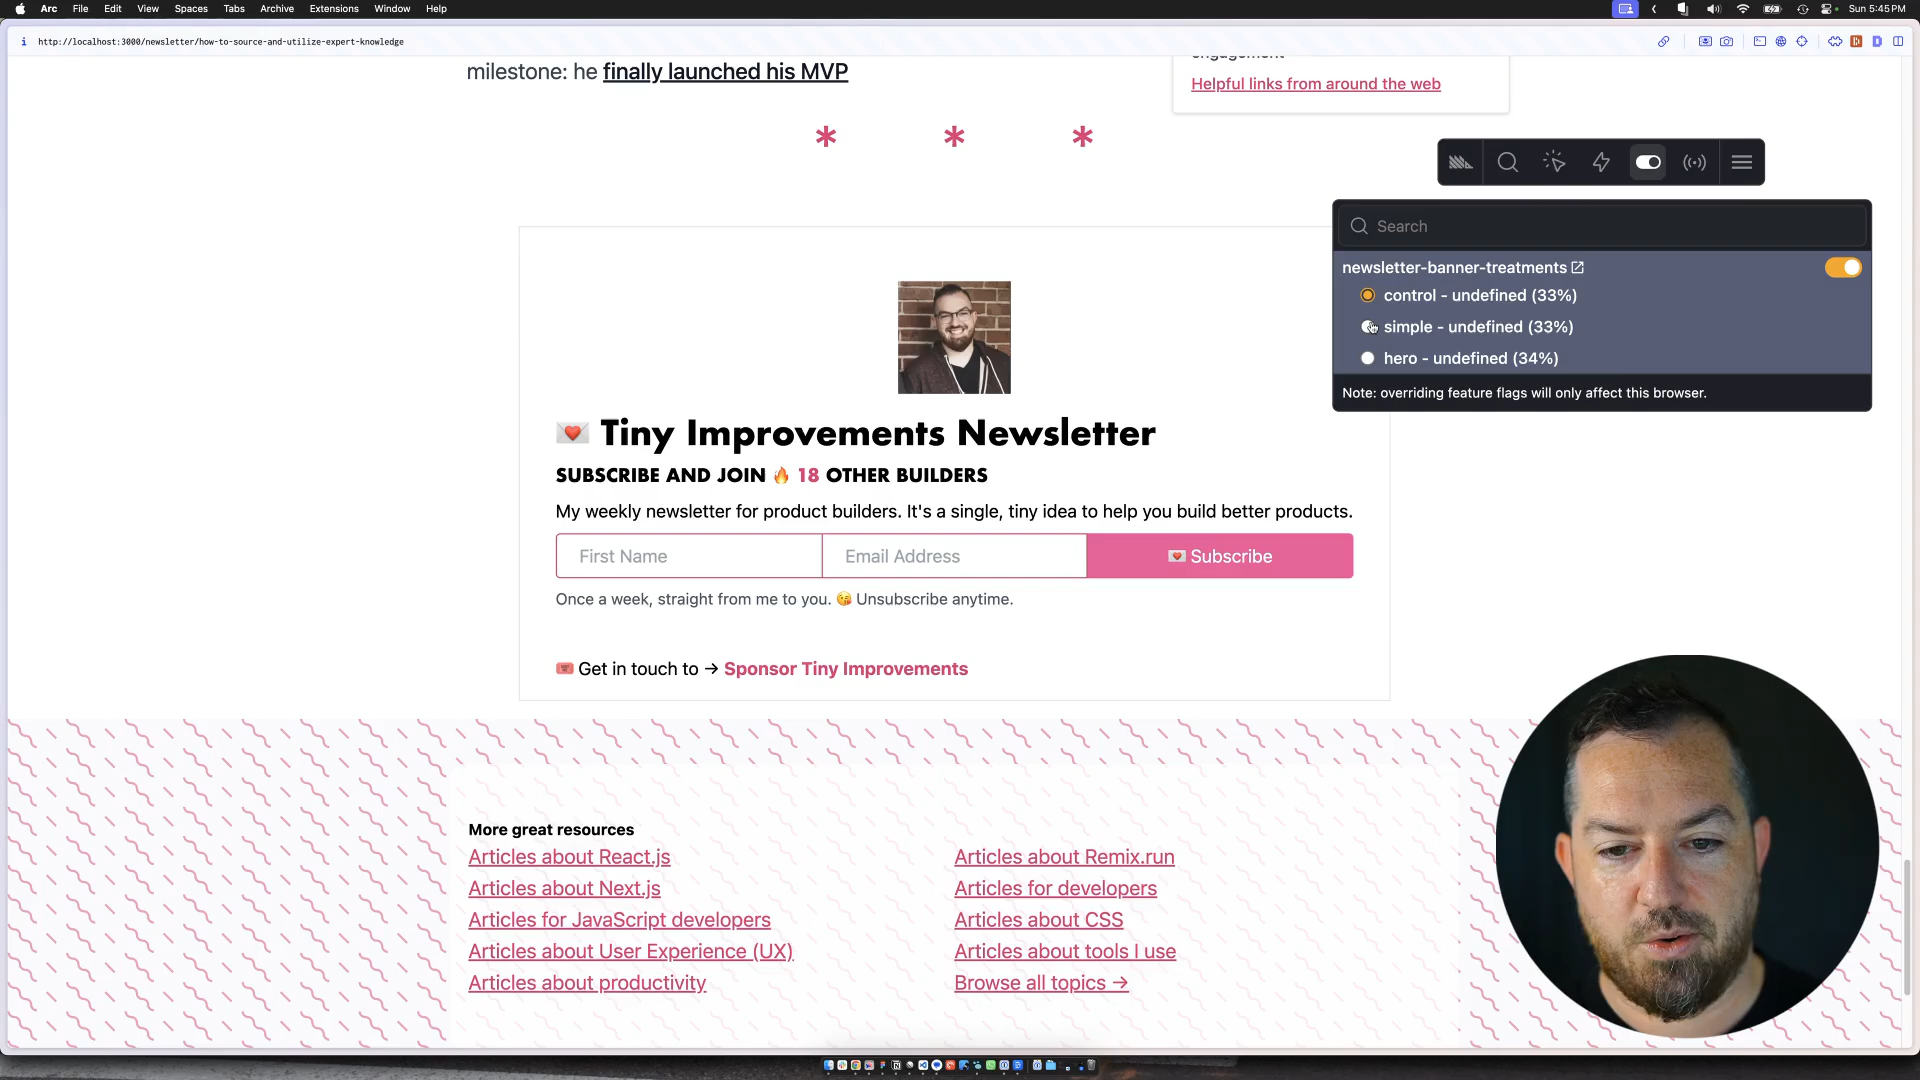 Arc File Edit View Spaces Tabs Archive Extensions Window Help
Sun 5:45 PM
http://localhost:3000/newsletter/how-to-source-and-utilize-expert-knowledge
milestone: he finally launched his MVP
Helpful links from around the web
* * *
Search
newsletter-banner-treatments
control - undefined (33%)
simple - undefined (33%)
hero - undefined (34%)
Note: overriding feature flags will only affect this browser.
💌 Tiny Improvements Newsletter
SUBSCRIBE AND JOIN 🔥 18 OTHER BUILDERS
My weekly newsletter for product builders. It's a single, tiny idea to help you build better products.
First Name
Email Address
💌 Subscribe
Once a week, straight from me to you. 😘 Unsubscribe anytime.
🎟️ Get in touch to → Sponsor Tiny Improvements
More great resources
Articles about React.js
Articles about Next.js
Articles for JavaScript developers
Articles about User Experience (UX)
Articles about productivity
Articles about Remix.run
Articles for developers
Articles about CSS
Articles about tools I use
Browse all topics →